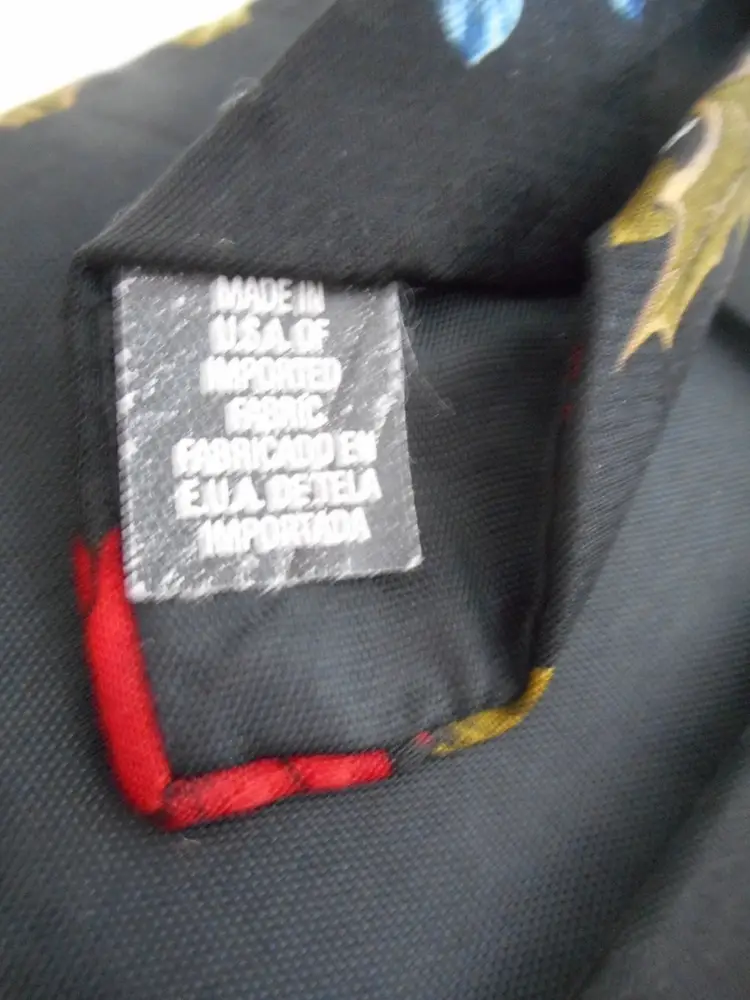 MADE IN
U.S.A. OF
IMPORTED
FABRIC
FABRICADO EN
E.U.A. DE TELA
IMPORTADA